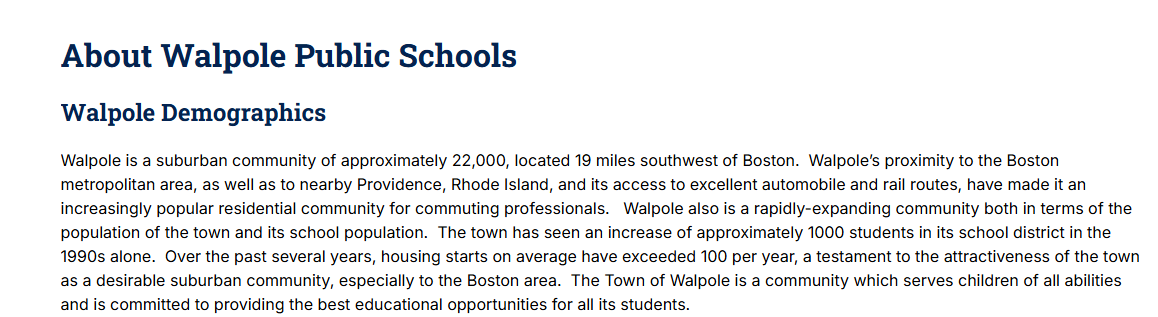 About Walpole Public Schools
Walpole Demographics
Walpole is a suburban community of approximately 22,000, located 19 miles southwest of Boston.  Walpole’s proximity to the Boston
metropolitan area, as well as to nearby Providence, Rhode Island, and its access to excellent automobile and rail routes, have made it an
increasingly popular residential community for commuting professionals.   Walpole also is a rapidly-expanding community both in terms of the
population of the town and its school population.  The town has seen an increase of approximately 1000 students in its school district in the
1990s alone.  Over the past several years, housing starts on average have exceeded 100 per year, a testament to the attractiveness of the town
as a desirable suburban community, especially to the Boston area.  The Town of Walpole is a community which serves children of all abilities
and is committed to providing the best educational opportunities for all its students.